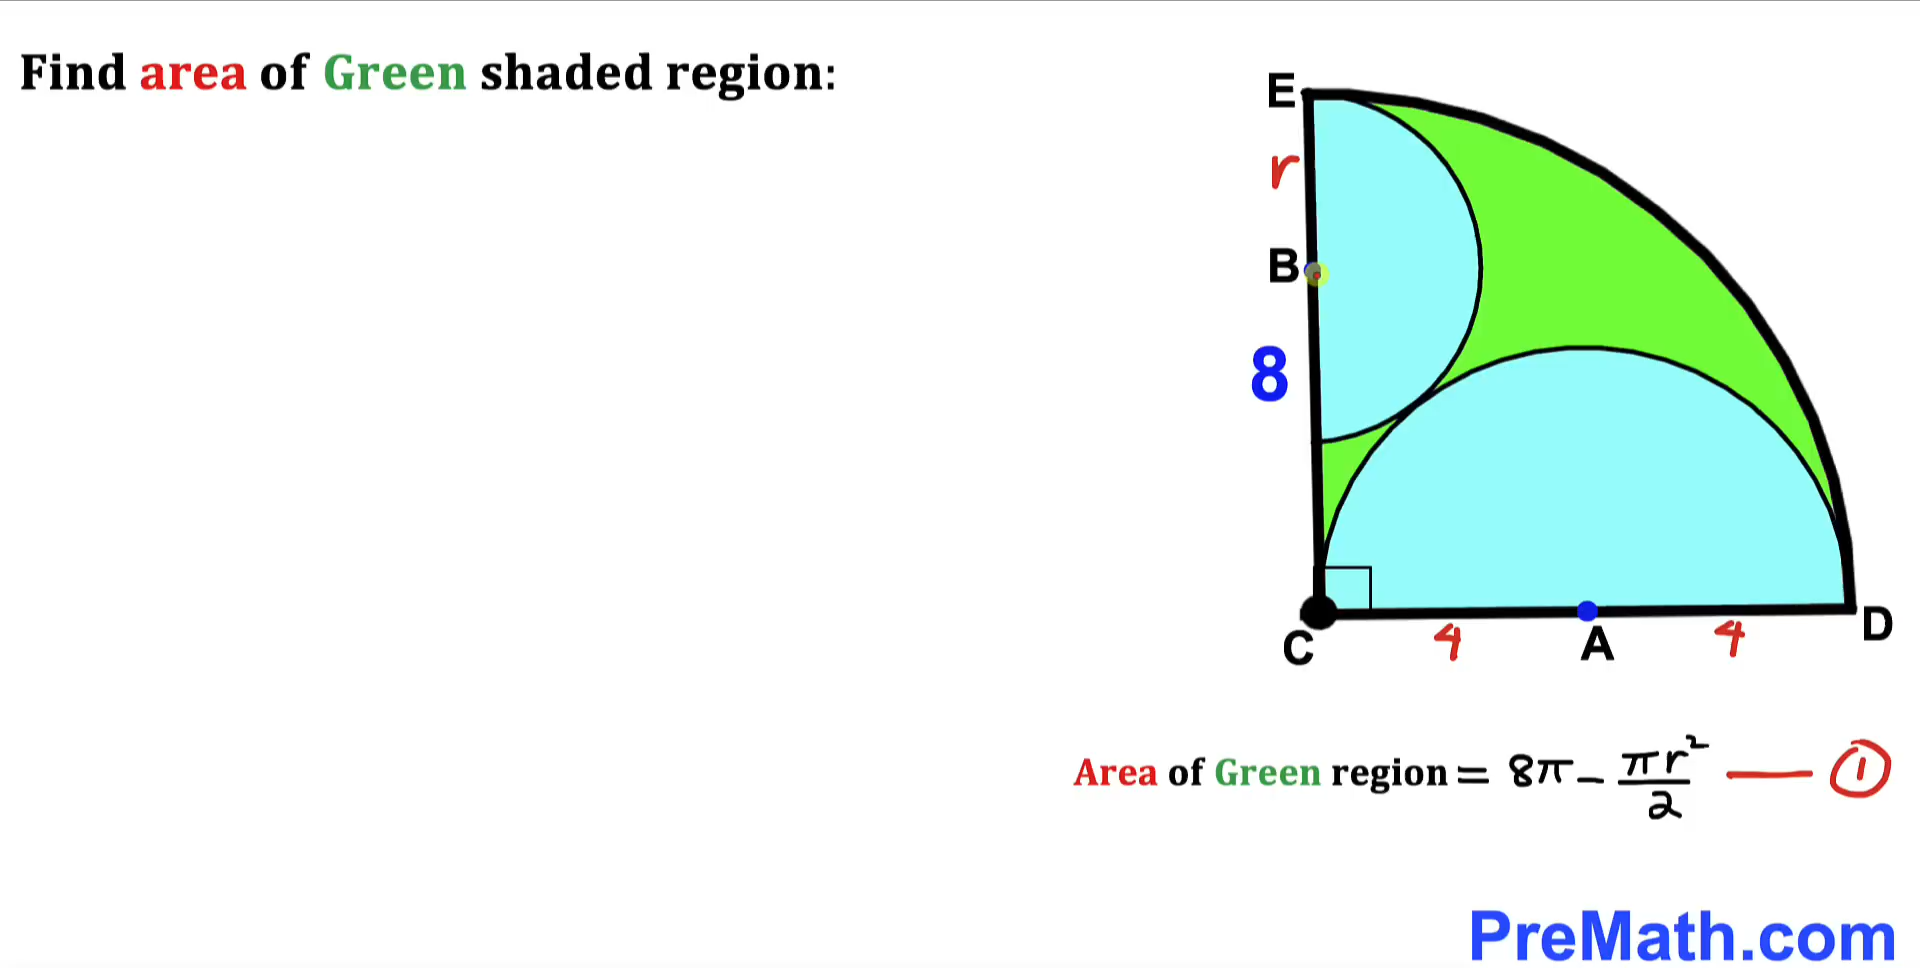 Find area of Green shaded region:
E
r
B
8
C
4
A
4
D
Area of Green region = 8π - πr²/2 — ①
PreMath.com